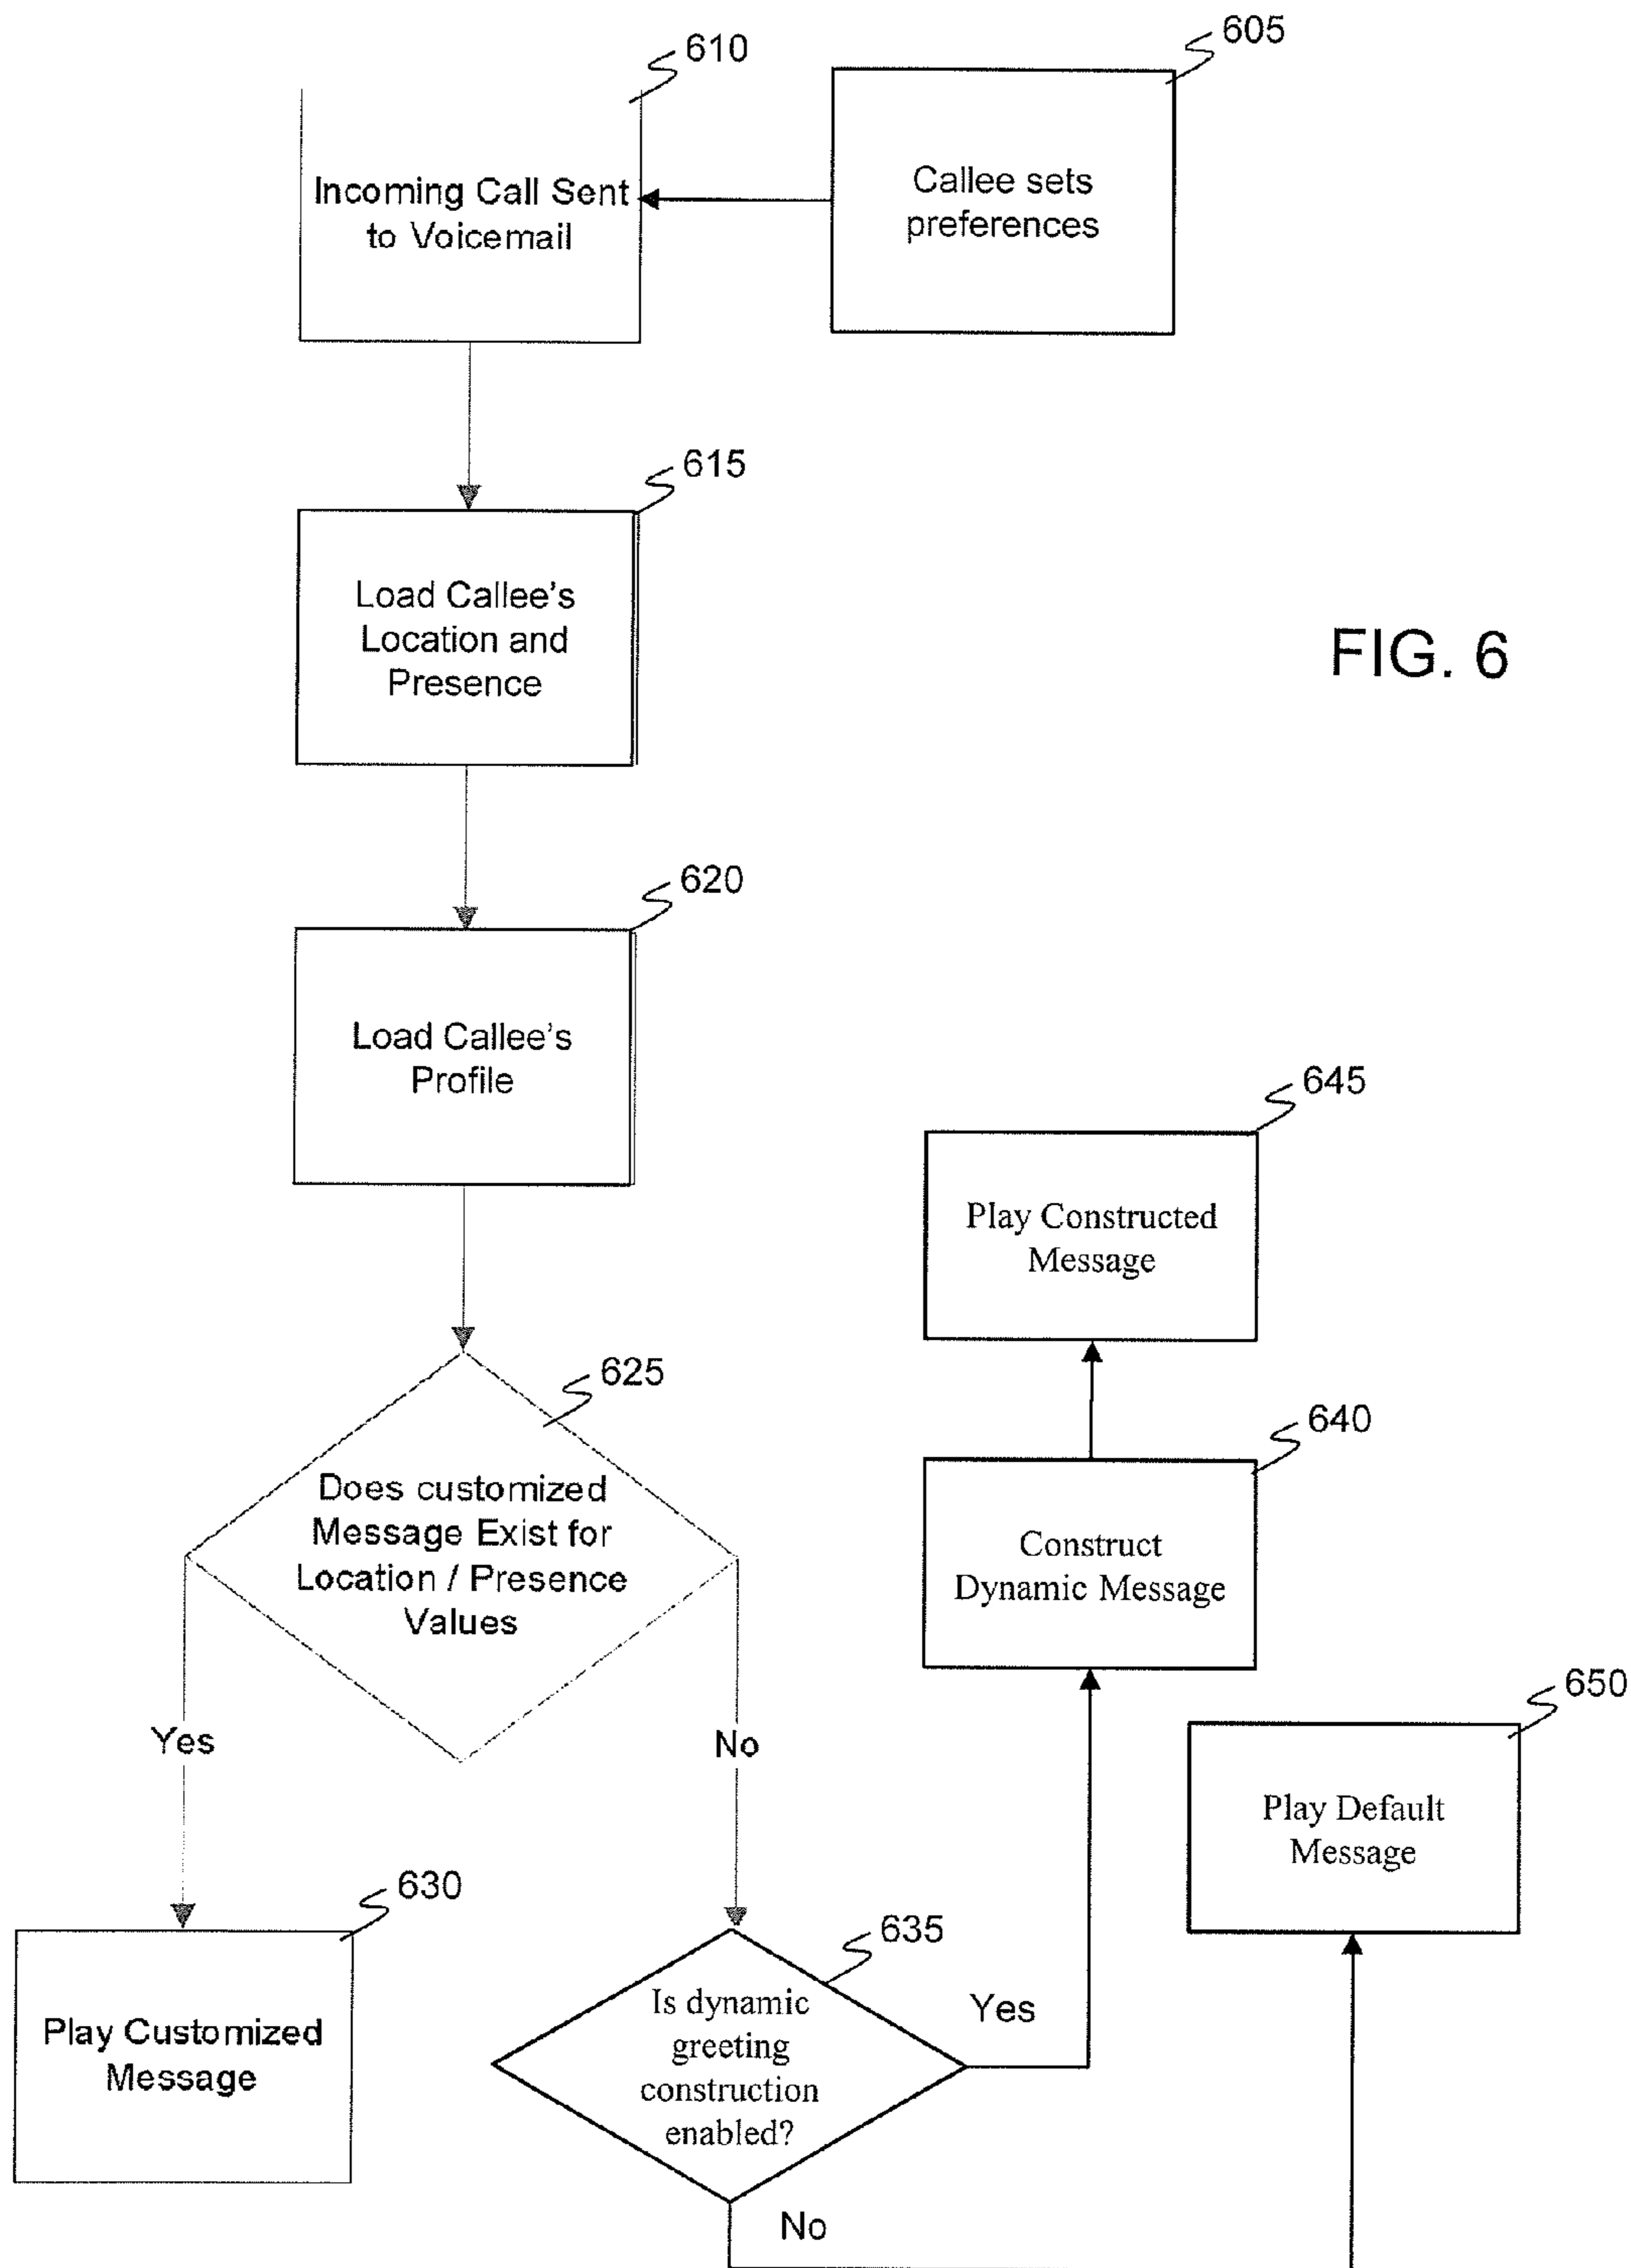 605
610
Callee sets
preferences
Incoming Call Sent
to Voicemail
615
Load Callee's
Location and
Presence
FIG. 6
620
Load Callee's
Profile
645
Play Constructed
Message
625
640
Does customized
Message Exist for
Location / Presence
Values
Construct
Dynamic Message
650
Yes
No
Play Default
Message
630
635
Play Customized
Message
Is dynamic
greeting
construction
enabled?
Yes
No